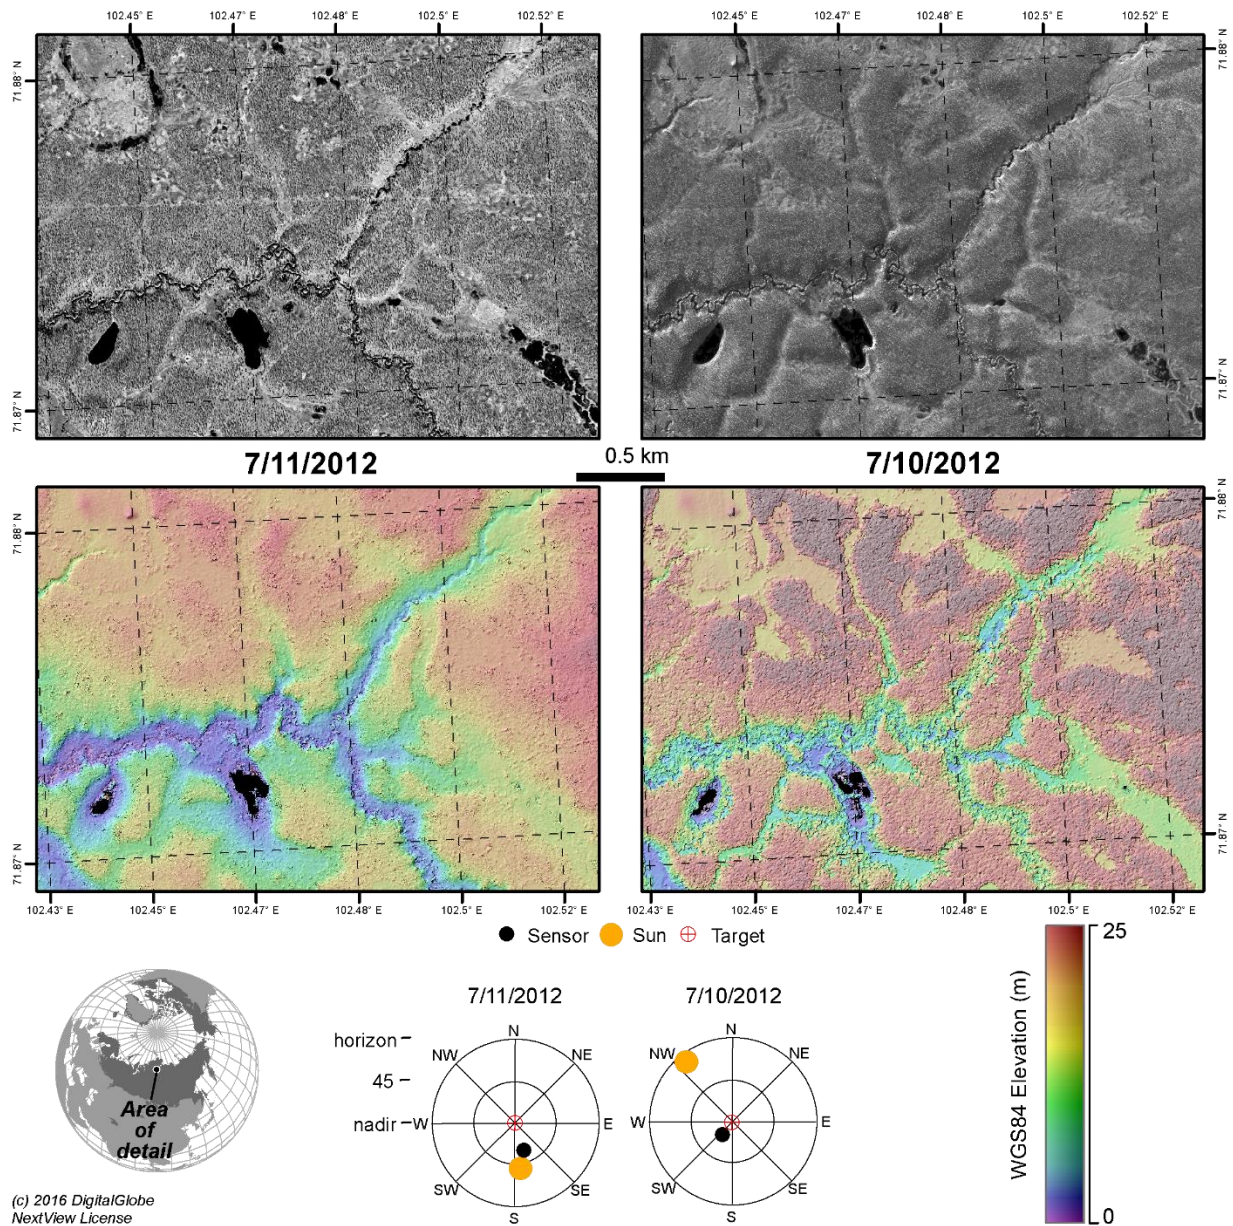 102.45° E 102.47° E 102.48° E 102.5° E 102.52° E
102.45° E 102.47° E 102.48° E 102.5° E 102.52° E
71.88° N
71.88° N
71.87° N
71.87° N
7/11/2012
0.5 km
7/10/2012
71.88° N
71.88° N
71.87° N
71.87° N
102.43° E 102.45° E 102.47° E 102.48° E 102.5° E 102.52° E
102.43° E 102.45° E 102.47° E 102.48° E 102.5° E 102.52° E
Sensor Sun Target
25
WGS84 Elevation (m)
0
7/11/2012
7/10/2012
horizon
45
nadir
N
NE
E
SE
S
SW
W
NW
N
NE
E
SE
S
SW
W
NW
Area
of
detail
(c) 2016 DigitalGlobe
NextView License